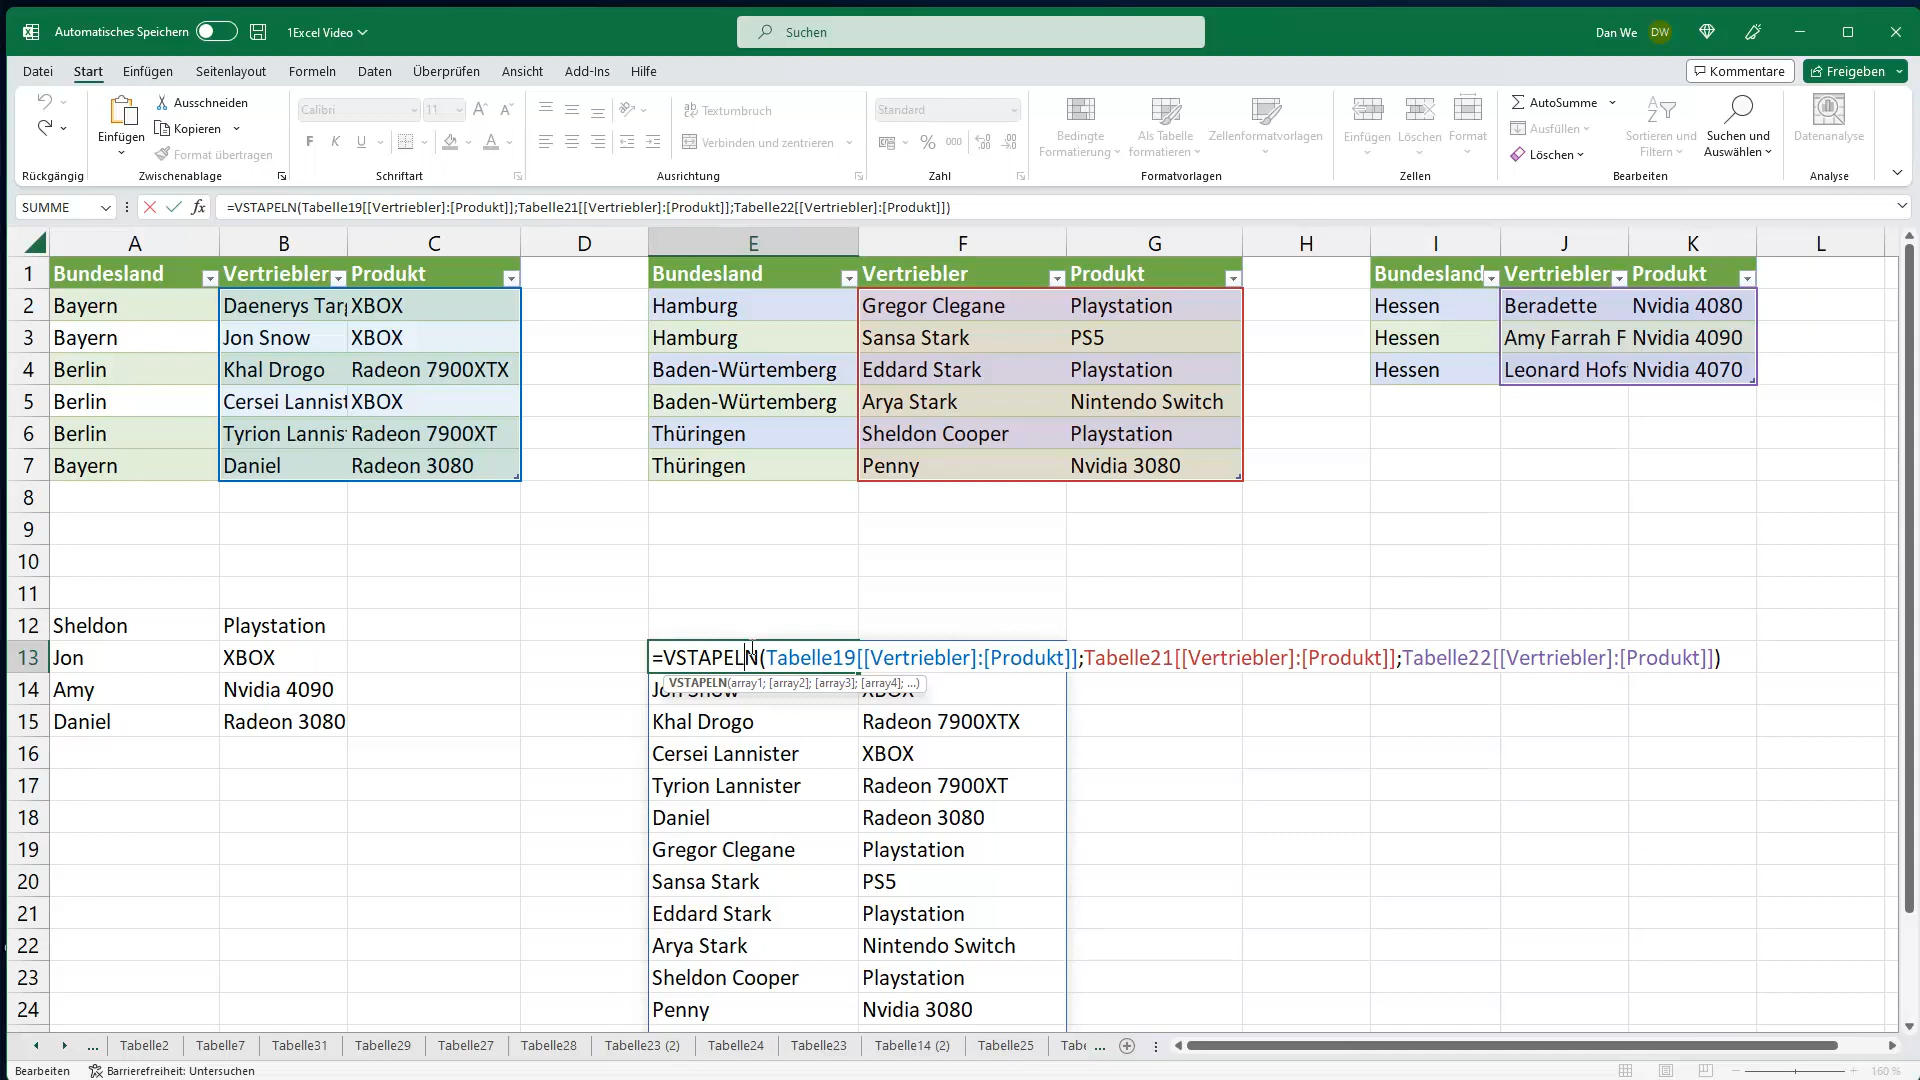 Automatisches Speichern 1Excel Video Suchen Dan We DW
Datei Start Einfügen Seitenlayout Formeln Daten Überprüfen Ansicht Add-Ins Hilfe Kommentare Freigeben
Einfügen Ausschneiden Kopieren Format übertragen
Calibri 11 F K U
Textumbruch Verbinden und zentrieren
Standard % 000
Bedingte Formatierung Als Tabelle formatieren Zellenformatvorlagen
Einfügen Löschen Format
AutoSumme Ausfüllen Löschen Sortieren und Filtern Suchen und Auswählen Datenanalyse
Rückgängig Zwischenablage Schriftart Ausrichtung Zahl Formatvorlagen Zellen Bearbeiten Analyse
SUMME fx =VSTAPELN(Tabelle19[[Vertriebler]:[Produkt]];Tabelle21[[Vertriebler]:[Produkt]];Tabelle22[[Vertriebler]:[Produkt]])
A B C D E F G H I J K L
1 Bundesland Vertriebler Produkt Bundesland Vertriebler Produkt Bundesland Vertriebler Produkt
2 Bayern Daenerys Targ XBOX Hamburg Gregor Clegane Playstation Hessen Beradette Nvidia 4080
3 Bayern Jon Snow XBOX Hamburg Sansa Stark PS5 Hessen Amy Farrah F Nvidia 4090
4 Berlin Khal Drogo Radeon 7900XTX Baden-Würtemberg Eddard Stark Playstation Hessen Leonard Hofs Nvidia 4070
5 Berlin Cersei Lannist XBOX Baden-Würtemberg Arya Stark Nintendo Switch
6 Berlin Tyrion Lannis Radeon 7900XT Thüringen Sheldon Cooper Playstation
7 Bayern Daniel Radeon 3080 Thüringen Penny Nvidia 3080
8
9
10
11
12 Sheldon Playstation
13 Jon XBOX =VSTAPELN(Tabelle19[[Vertriebler]:[Produkt]];Tabelle21[[Vertriebler]:[Produkt]];Tabelle22[[Vertriebler]:[Produkt]])
VSTAPELN(array1; [array2]; [array3]; [array4]; ...)
14 Amy Nvidia 4090 Jon Snow XBOX
15 Daniel Radeon 3080 Khal Drogo Radeon 7900XTX
16 Cersei Lannister XBOX
17 Tyrion Lannister Radeon 7900XT
18 Daniel Radeon 3080
19 Gregor Clegane Playstation
20 Sansa Stark PS5
21 Eddard Stark Playstation
22 Arya Stark Nintendo Switch
23 Sheldon Cooper Playstation
24 Penny Nvidia 3080
... Tabelle2 Tabelle7 Tabelle31 Tabelle29 Tabelle27 Tabelle28 Tabelle23 (2) Tabelle24 Tabelle23 Tabelle14 (2) Tabelle25 Tabe ...
Bearbeiten Barrierefreiheit: Untersuchen 160 %